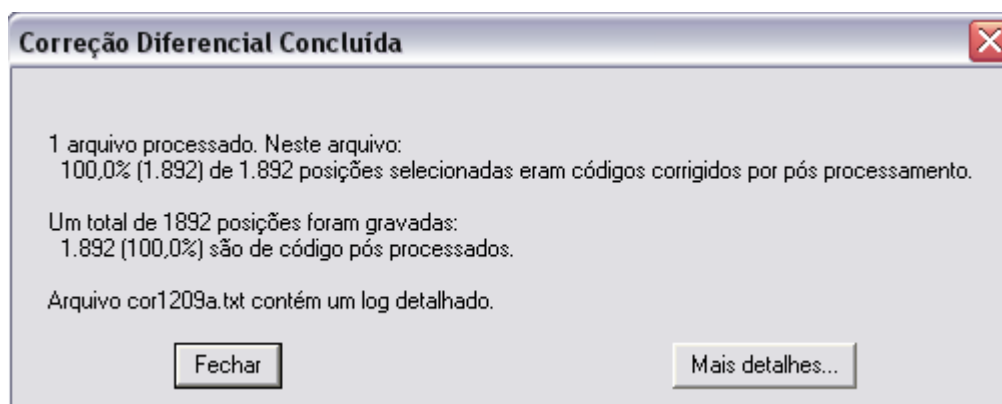 Correção Diferencial Concluída
1 arquivo processado. Neste arquivo:
100,0% (1.892) de 1.892 posições selecionadas eram códigos corrigidos por pós processamento.
Um total de 1892 posições foram gravadas:
1.892 (100,0%) são de código pós processados.
Arquivo cor1209a.txt contém um log detalhado.
Fechar
Mais detalhes...